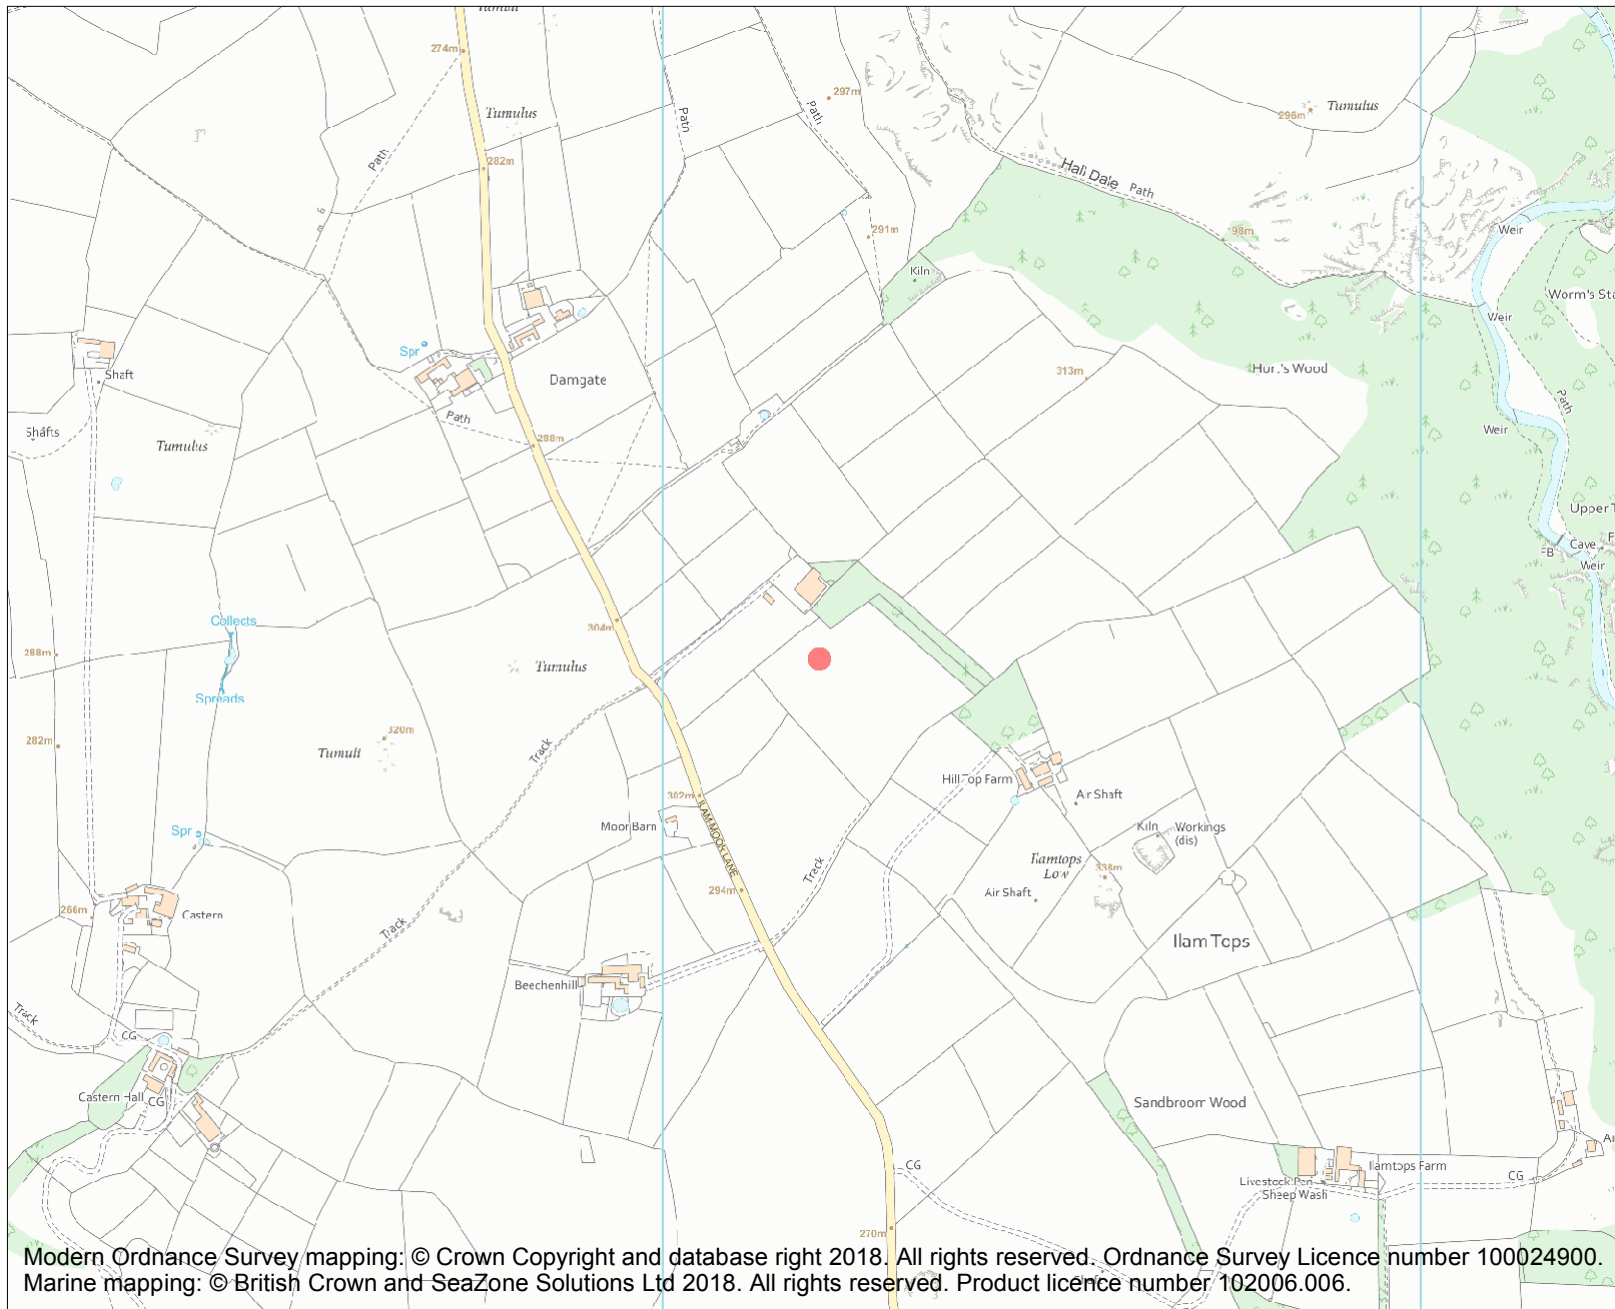 Tumuli
274m
Tumulus
Path
297m
Path
Tumulus
296m
Path
282m
Hall Dale
Path
291m
198m
Weir
Kiln
Worm's Sta
Weir
Spr
Shaft
Damgate
313m
Hurt's Wood
Path
Path
Shafts
Tumulus
288m
Weir
Upper T
Cave
FB
Weir
Collects
304m
288m
Tumulus
Spreads
282m
320m
Tumuli
Track
Hill Top Farm
302m
Air Shaft
ILAM MOOR LANE
Moor Barn
Spr
Kiln
Workings
(dis)
Track
Ilamtops
Low
338m
294m
Air Shaft
266m
Castern
Track
Ilam Tops
Beechenhill
Track
CG
Castern Hall
CG
Sandbroom Wood
CG
Ilamtops Farm
CG
Livestock Pen
Sheep Wash
270m
Modern Ordnance Survey mapping: © Crown Copyright and database right 2018. All rights reserved. Ordnance Survey Licence number 100024900.
Marine mapping: © British Crown and SeaZone Solutions Ltd 2018. All rights reserved. Product licence number 102006.006.